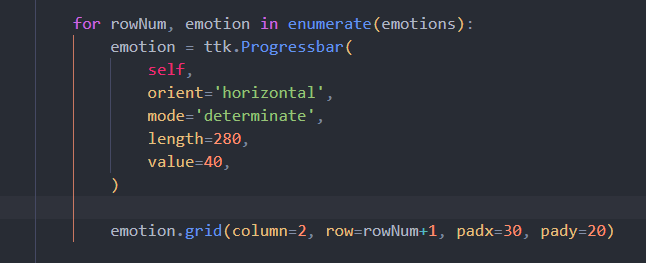 for rowNum, emotion in enumerate(emotions):
emotion = ttk.Progressbar(
self,
orient='horizontal',
mode='determinate',
length=280,
value=40,
)
emotion.grid(column=2, row=rowNum+1, padx=30, pady=20)